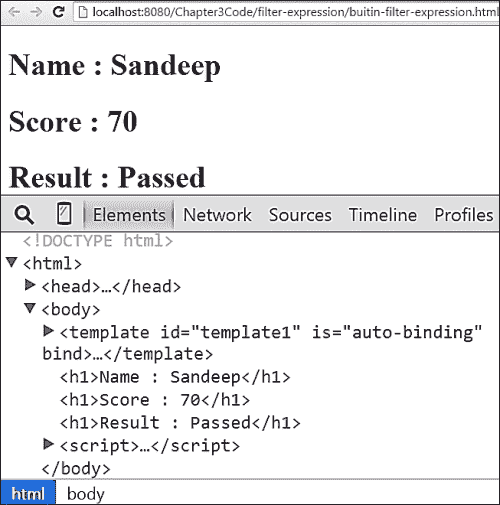 localhost:8080/Chapter3Code/filter-expression/buitin-filter-expression.html
Name : Sandeep
Score : 70
Result : Passed
Elements Network Sources Timeline Profiles
<!DOCTYPE html>
<html>
<head>…</head>
<body>
<template id="template1" is="auto-binding"
bind>…</template>
<h1>Name : Sandeep</h1>
<h1>Score : 70</h1>
<h1>Result : Passed</h1>
<script>…</script>
</body>
html body